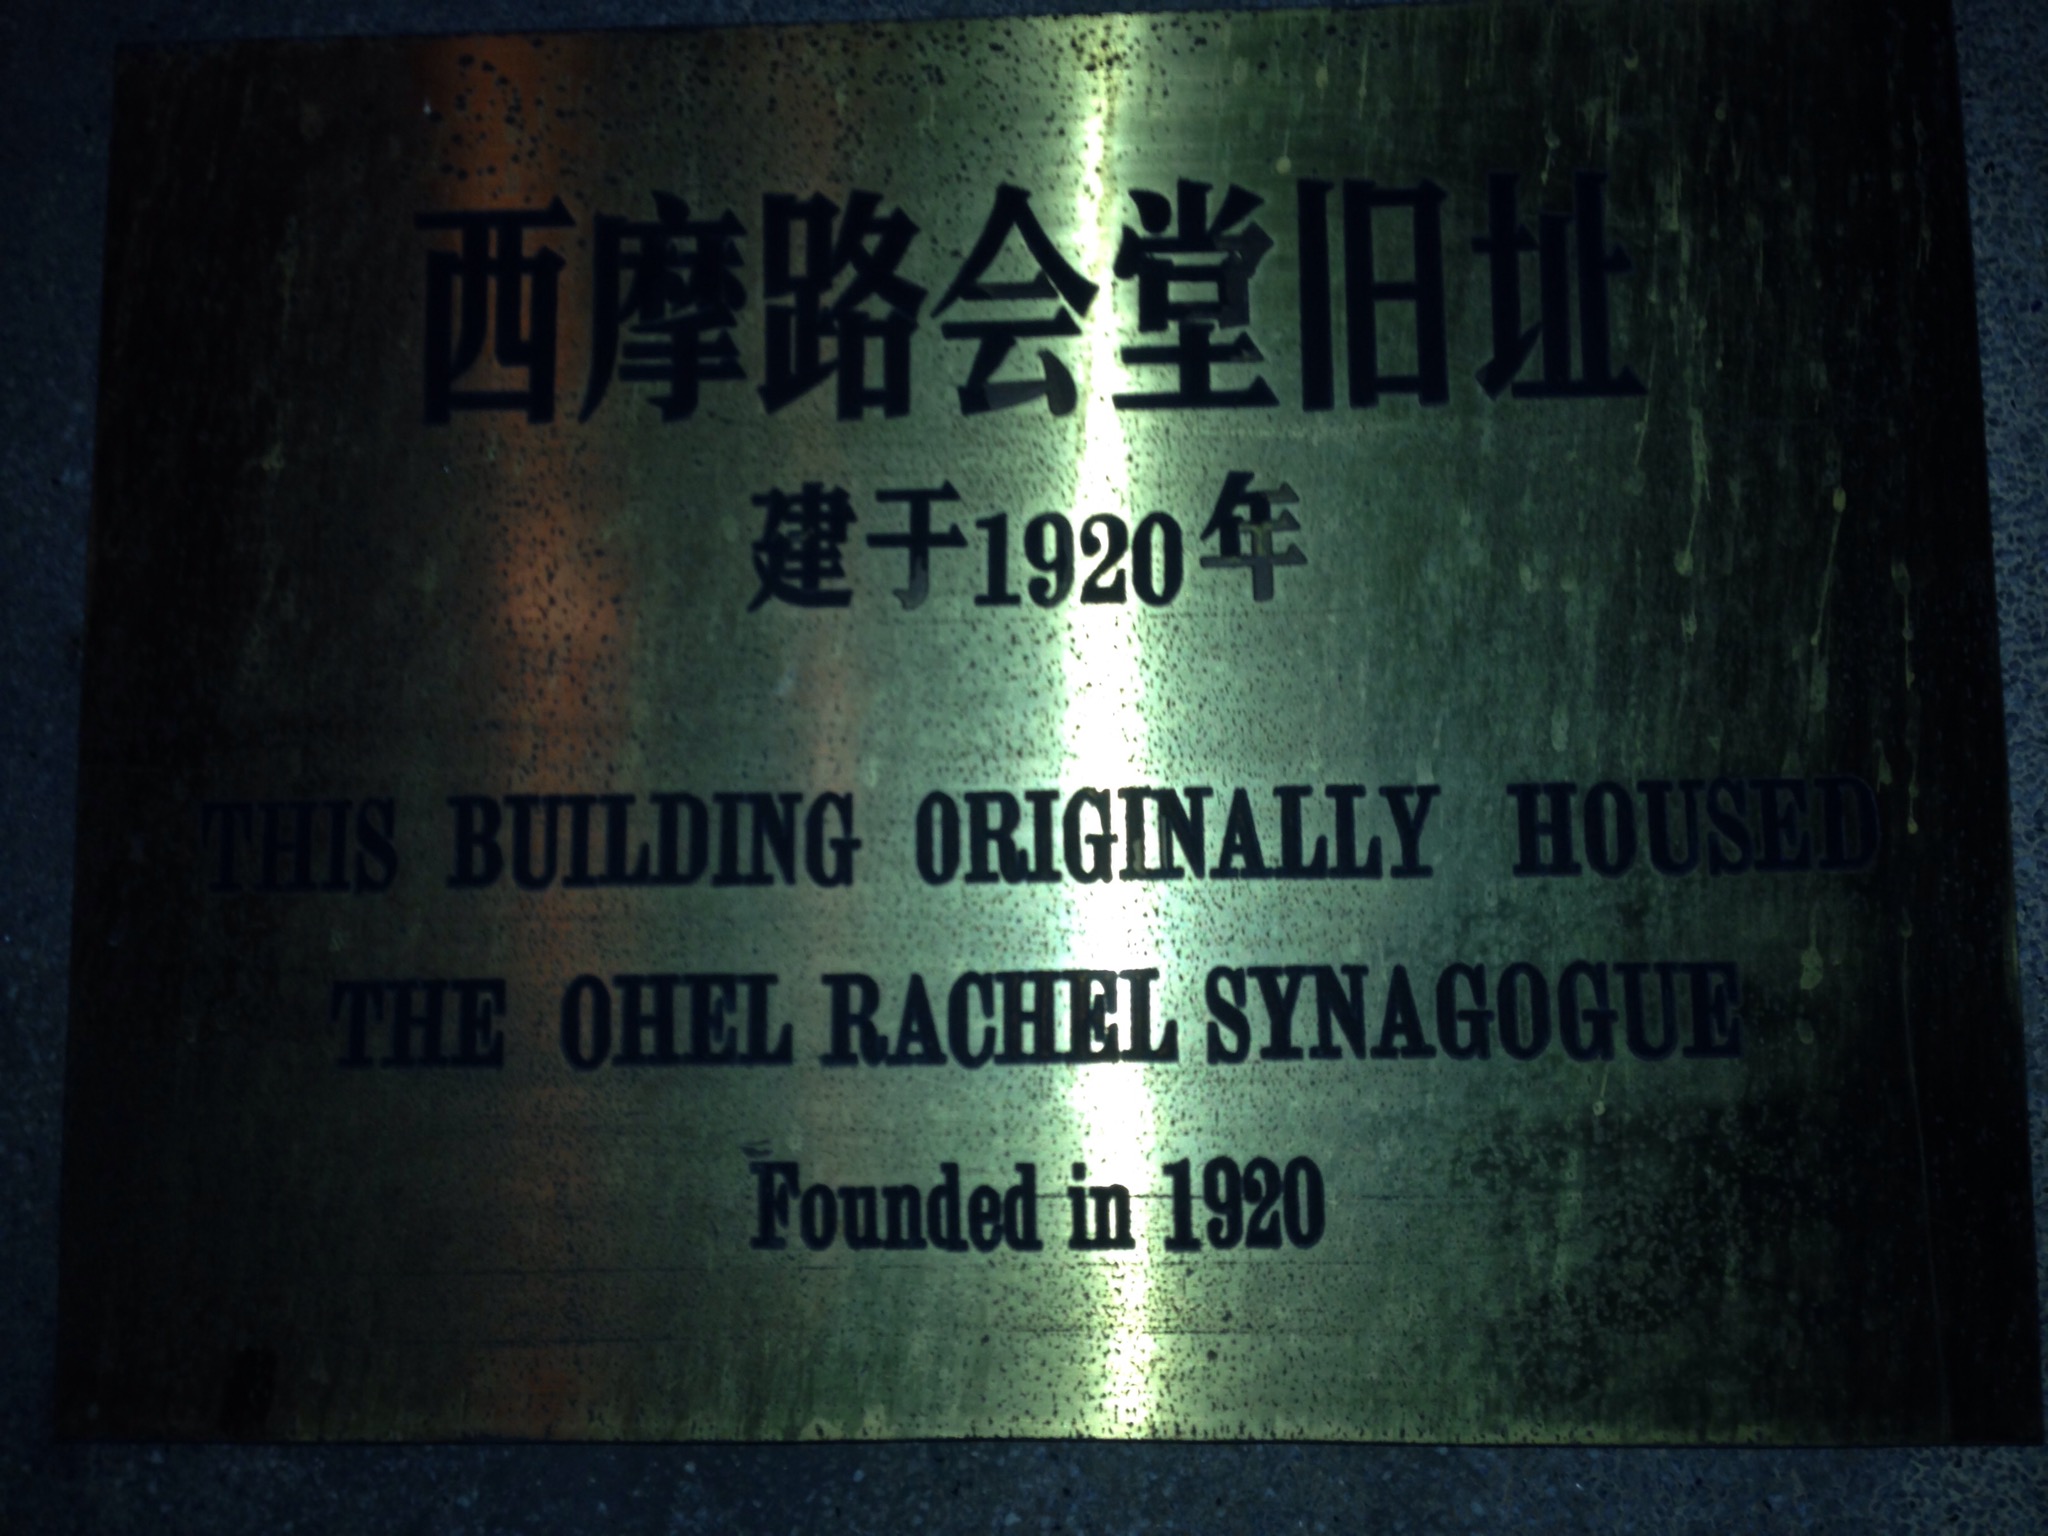 西摩路会堂旧址
建于1920年
THIS BUILDING ORIGINALLY HOUSED
THE OHEL RACHEL SYNAGOGUE
Founded in 1920